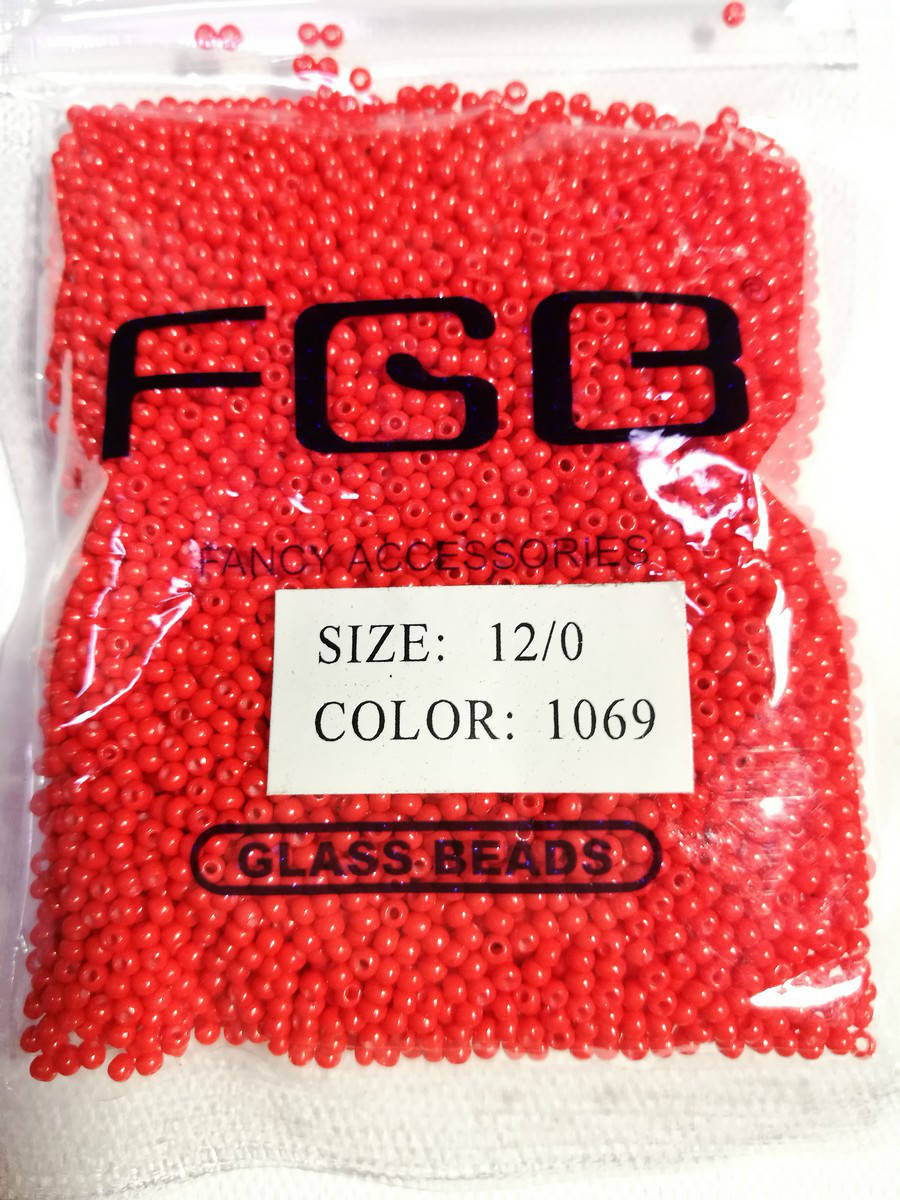 FGB®
FANCY ACCESSORIES
SIZE: 12/0
COLOR: 1069
GLASS BEADS